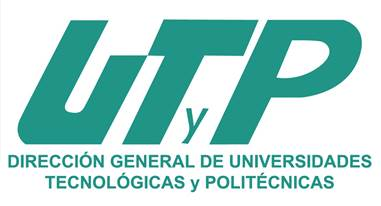 UTyP
DIRECCIÓN GENERAL DE UNIVERSIDADES
TECNOLÓGICAS y POLITÉCNICAS